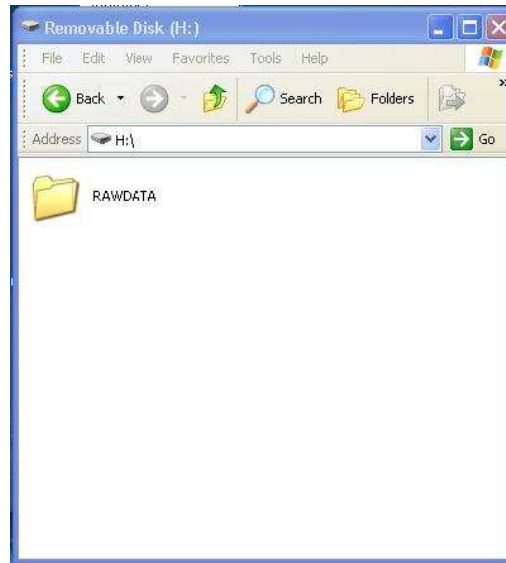 Removable Disk (H:)
File Edit View Favorites Tools Help
Back Search Folders
Address H:\ Go
RAWDATA